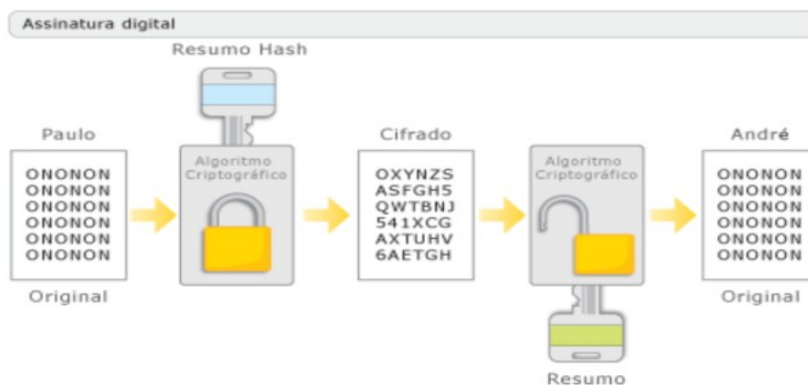 Assinatura digital
Resumo Hash
Paulo
ONONON
ONONON
ONONON
ONONON
ONONON
ONONON
Original
Algoritmo
Criptográfico
Cifrado
OXYNZS
ASFGH5
QWTBNJ
541XCG
AXTUHV
6AETGH
Algoritmo
Criptográfico
Resumo
André
ONONON
ONONON
ONONON
ONONON
ONONON
ONONON
Original